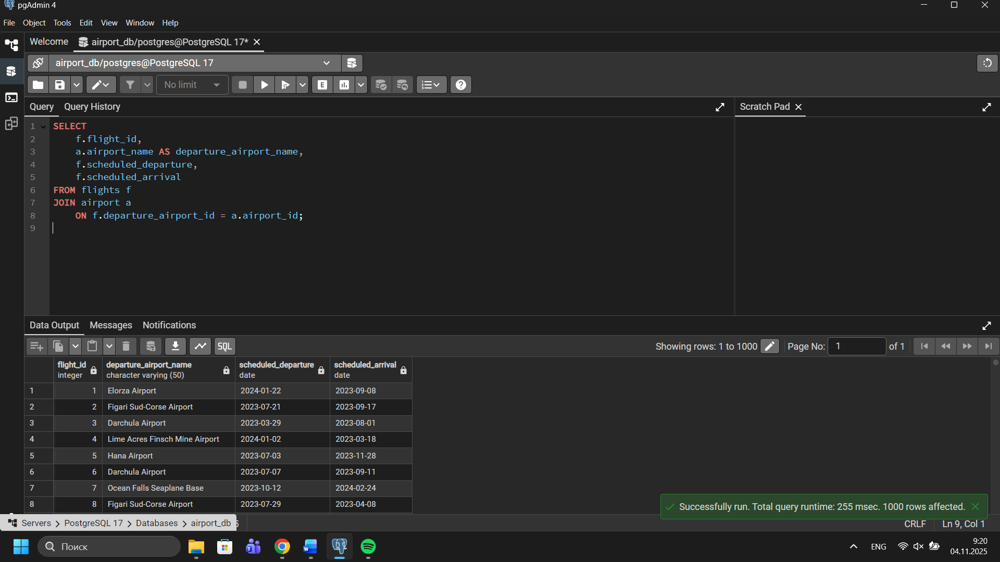 pgAdmin 4
File Object Tools Edit View Window Help
Welcome airport_db/postgres@PostgreSQL 17*
airport_db/postgres@PostgreSQL 17
No limit
E
Query Query History
Scratch Pad
1 SELECT
2 f.flight_id,
3 a.airport_name AS departure_airport_name,
4 f.scheduled_departure,
5 f.scheduled_arrival
6 FROM flights f
7 JOIN airport a
8 ON f.departure_airport_id = a.airport_id;
9
Data Output Messages Notifications
SQL Showing rows: 1 to 1000 Page No: 1 of 1
flight_id departure_airport_name scheduled_departure scheduled_arrival
integer character varying (50) date date
1 1 Elorza Airport 2024-01-22 2023-09-08
2 2 Figari Sud-Corse Airport 2023-07-21 2023-09-17
3 3 Darchula Airport 2023-03-29 2023-08-01
4 4 Lime Acres Finsch Mine Airport 2024-01-02 2023-03-18
5 5 Hana Airport 2023-07-03 2023-11-28
6 6 Darchula Airport 2023-07-07 2023-09-11
7 7 Ocean Falls Seaplane Base 2023-10-12 2024-02-24
8 8 Figari Sud-Corse Airport 2023-07-29 2023-04-08
Successfully run. Total query runtime: 255 msec. 1000 rows affected.
Servers > PostgreSQL 17 > Databases > airport_db
CRLF Ln 9, Col 1
Поиск
ENG
9:20
04.11.2025